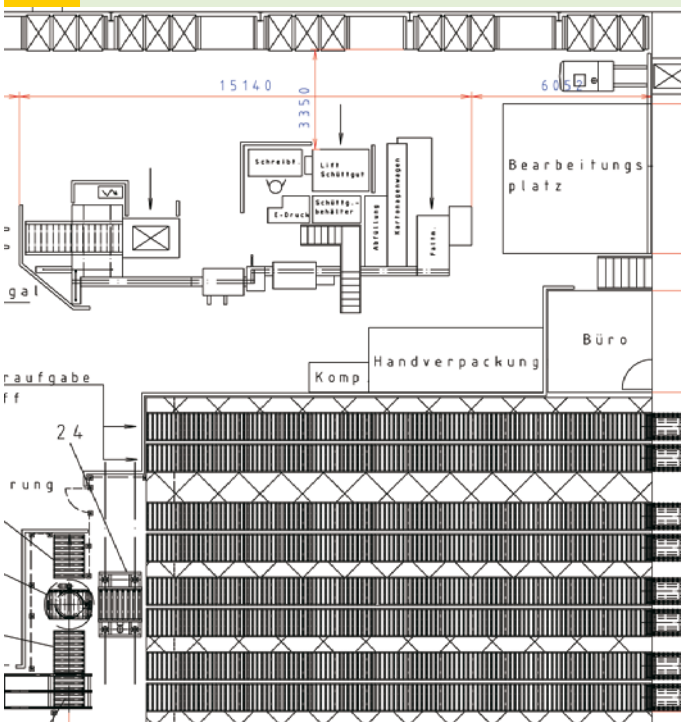 15140
6052
3350
Schreibt.
Lift
Schüttgut
Bearbeitungs
platz
E-Druck
Schüttg.-
behälter
Abfüllung
Kartonagenwagen
Faltm.
gal
Büro
Handverpackung
Komp
raufgabe
ff
24
rung